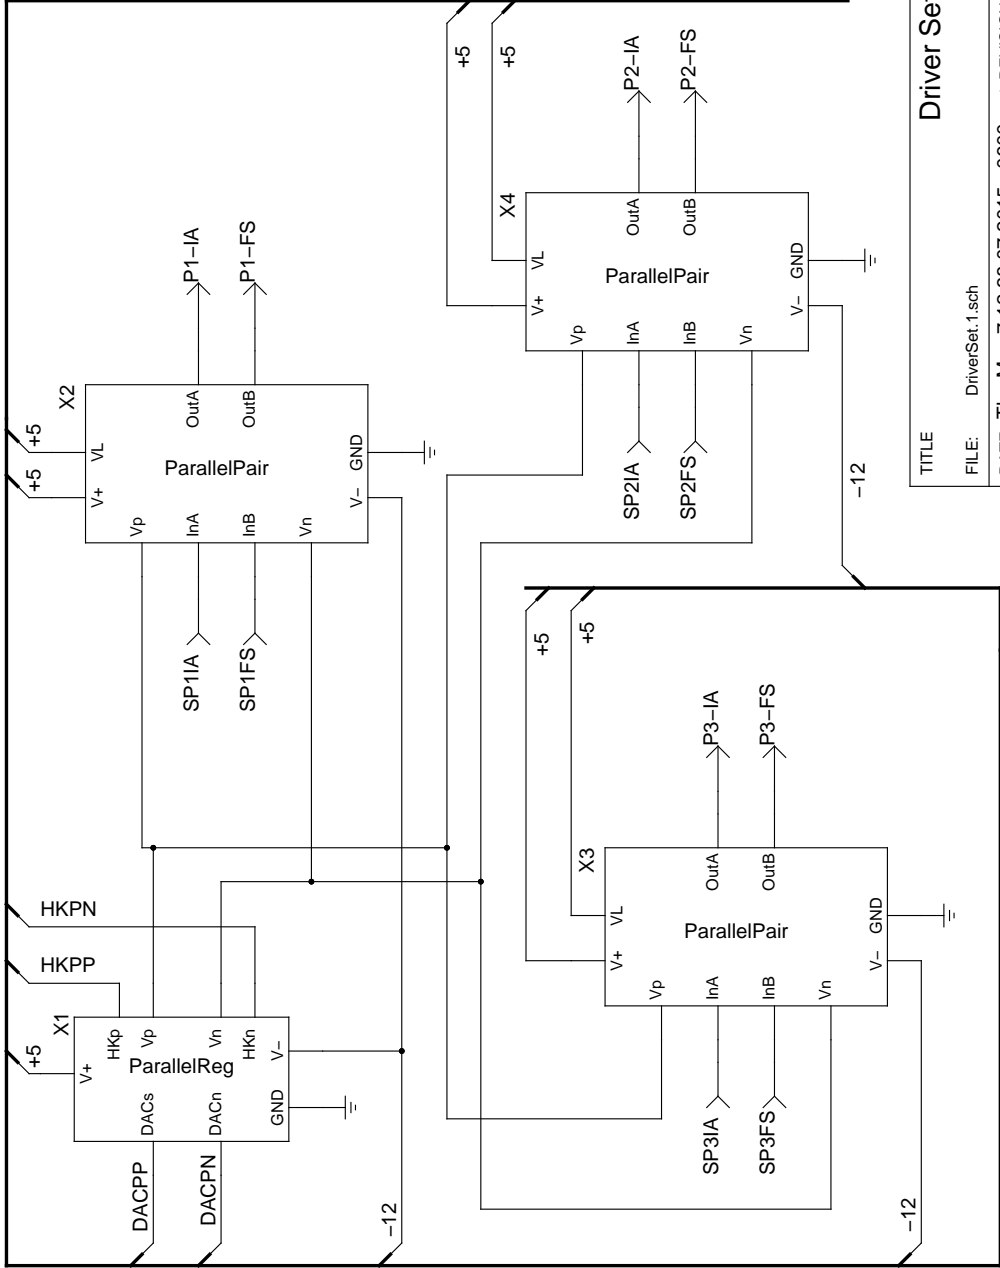 +5
+5
+5
+5
X2
VL
V+
ParallelPair
GND
V−
Vp
InA
InB
Vn
OutA
OutB
P1−IA
P1−FS
SP1IA
SP1FS
X4
VL
V+
ParallelPair
GND
V−
Vp
InA
InB
Vn
OutA
OutB
P2−IA
P2−FS
SP2IA
SP2FS
−12
HKPN
HKPP
+5
X1
V+
HKp
Vp
Vn
HKn
V−
ParallelReg
DACs
DACn
GND
DACPP
DACPN
−12
+5
+5
X3
VL
V+
ParallelPair
GND
V−
Vp
InA
InB
Vn
OutA
OutB
P3−IA
P3−FS
SP3IA
SP3FS
−12
TITLE
Driver Se
FILE:
DriverSet.1.sch